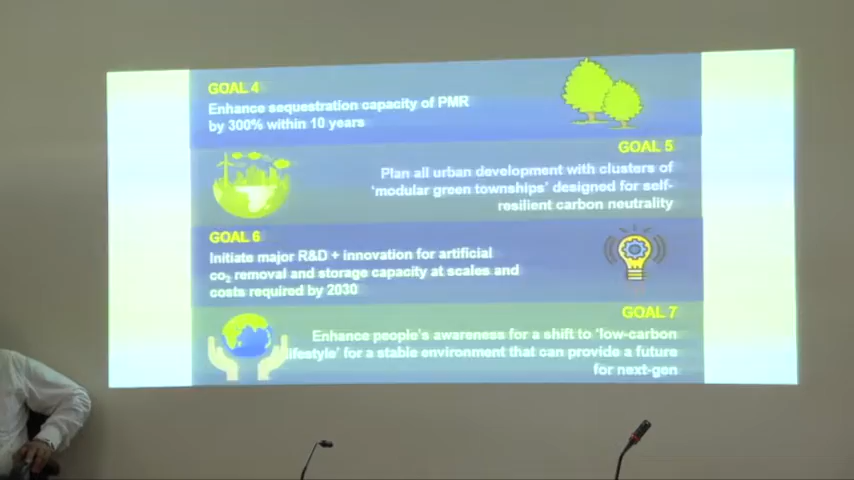 GOAL 4
Enhance sequestration capacity of PMR
by 300% within 10 years
GOAL 5
Plan all urban development with clusters of
‘modular green townships’ designed for self-
resilient carbon neutrality
GOAL 6
Initiate major R&D + innovation for artificial
co₂ removal and storage capacity at scales and
costs required by 2030
GOAL 7
Enhance people's awareness for a shift to ‘low-carbon
lifestyle’ for a stable environment that can provide a future
for next-gen